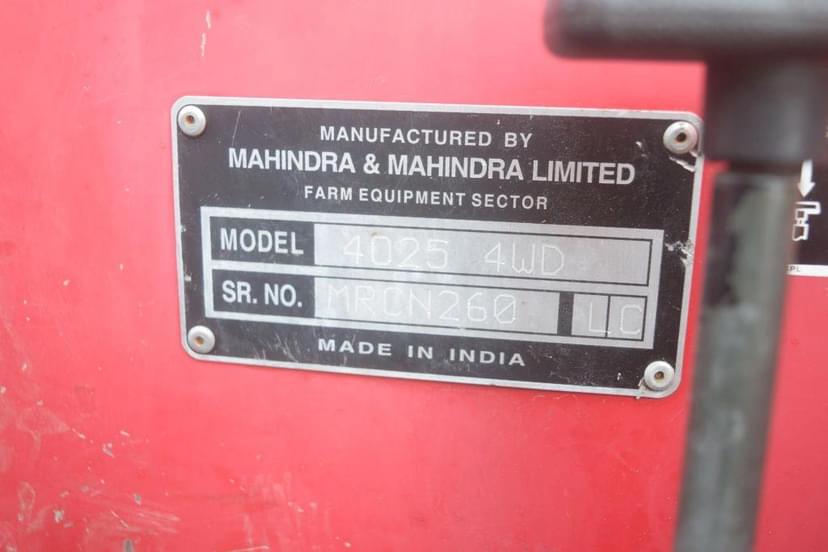 MANUFACTURED BY
MAHINDRA & MAHINDRA LIMITED
FARM EQUIPMENT SECTOR
MODEL 4025 4WD
SR. NO. MRCN260 LC
MADE IN INDIA